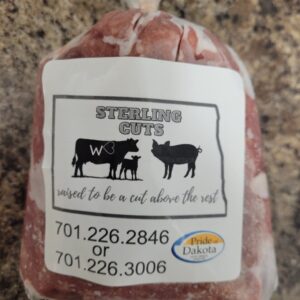 STERLING
CUTS
W
raised to be a cut above the rest
701.226.2846
or
701.226.3006
Pride of
Dakota